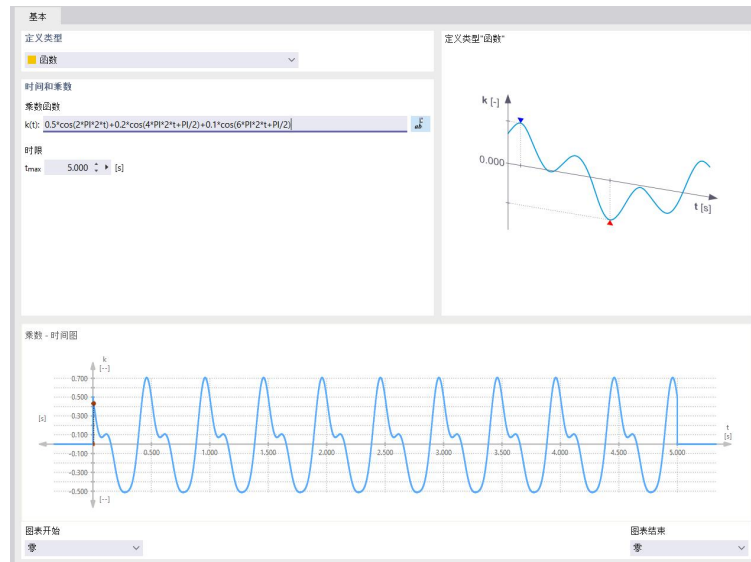 基本
定义类型
函数
时间和乘数
乘数函数
k(t): 0.5*cos(2*PI*2*t)+0.2*cos(4*PI*2*t+PI/2)+0.1*cos(6*PI*2*t+PI/2)
时限
tmax 5.000 [s]
定义类型"函数"
k [-]
0.000
t [s]
乘数 - 时间图
k
[--]
0.700
0.500
0.300
0.100
-0.100
-0.300
-0.500
[s]
0.500 1.000 1.500 2.000 2.500 3.000 3.500 4.000 4.500 5.000
t
[s]
[--]
图表开始
零
图表结束
零